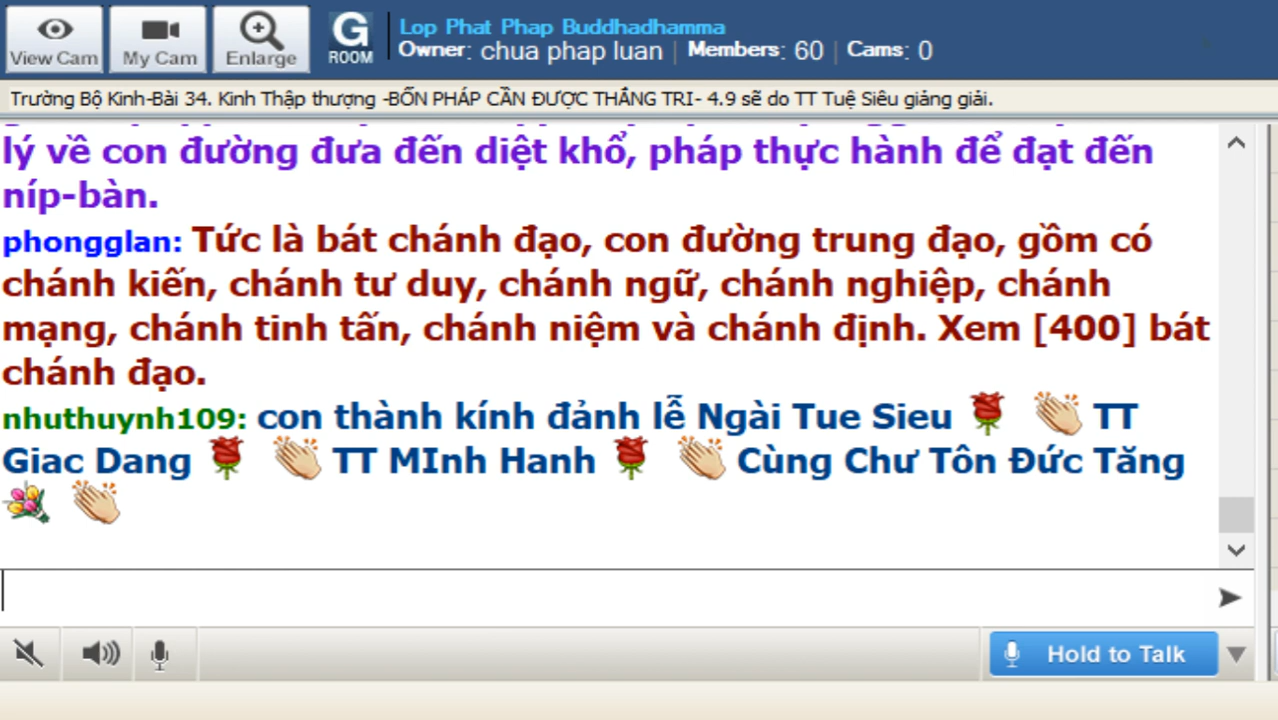 View Cam
My Cam
Enlarge
G
ROOM
Lop Phat Phap Buddhadhamma
Owner: chua phap luan | Members: 60 | Cams: 0
Trường Bộ Kinh-Bài 34. Kinh Thập thượng -BỐN PHÁP CẦN ĐƯỢC THẮNG TRI- 4.9 sẽ do TT Tuệ Siêu giảng giải.
lý về con đường đưa đến diệt khổ, pháp thực hành để đạt đến
níp-bàn.
phongglan: Tức là bát chánh đạo, con đường trung đạo, gồm có
chánh kiến, chánh tư duy, chánh ngữ, chánh nghiệp, chánh
mạng, chánh tinh tấn, chánh niệm và chánh định. Xem [400] bát
chánh đạo.
nhuthuynh109: con thành kính đảnh lễ Ngài Tue Sieu 🌹 👏 TT
Giac Dang 🌹 👏 TT MInh Hanh 🌹 👏 Cùng Chư Tôn Đức Tăng
💐 👏
Hold to Talk